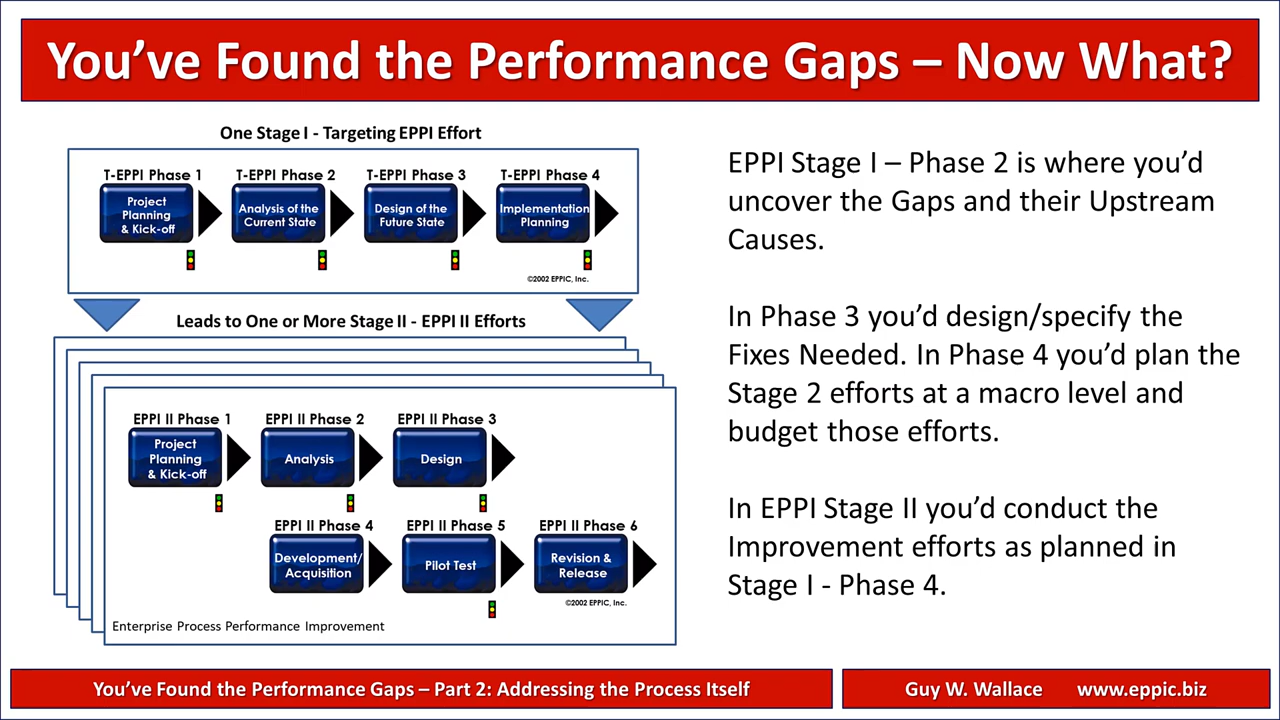 You've Found the Performance Gaps – Now What?
One Stage I - Targeting EPPI Effort
T-EPPI Phase 1
Project
Planning
& Kick-off
T-EPPI Phase 2
Analysis of the
Current State
T-EPPI Phase 3
Design of the
Future State
T-EPPI Phase 4
Implementation
Planning
©2002 EPPIC, Inc.
Leads to One or More Stage II - EPPI II Efforts
EPPI II Phase 1
Project
Planning
& Kick-off
EPPI II Phase 2
Analysis
EPPI II Phase 3
Design
EPPI II Phase 4
Development/
Acquisition
EPPI II Phase 5
Pilot Test
EPPI II Phase 6
Revision &
Release
©2002 EPPIC, Inc.
Enterprise Process Performance Improvement
EPPI Stage I – Phase 2 is where you'd
uncover the Gaps and their Upstream
Causes.
In Phase 3 you'd design/specify the
Fixes Needed. In Phase 4 you'd plan the
Stage 2 efforts at a macro level and
budget those efforts.
In EPPI Stage II you'd conduct the
Improvement efforts as planned in
Stage I - Phase 4.
You've Found the Performance Gaps – Part 2: Addressing the Process Itself
Guy W. Wallace www.eppic.biz